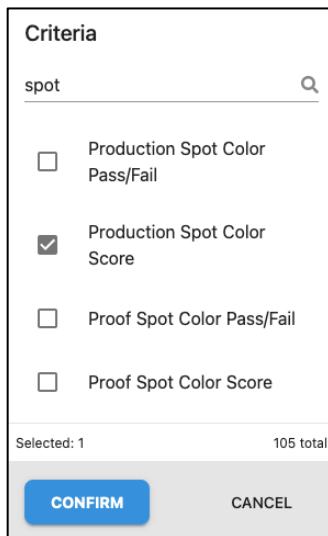 Criteria
spot
Production Spot Color
Pass/Fail
Production Spot Color
Score
Proof Spot Color Pass/Fail
Proof Spot Color Score
Selected: 1 105 total
CONFIRM CANCEL